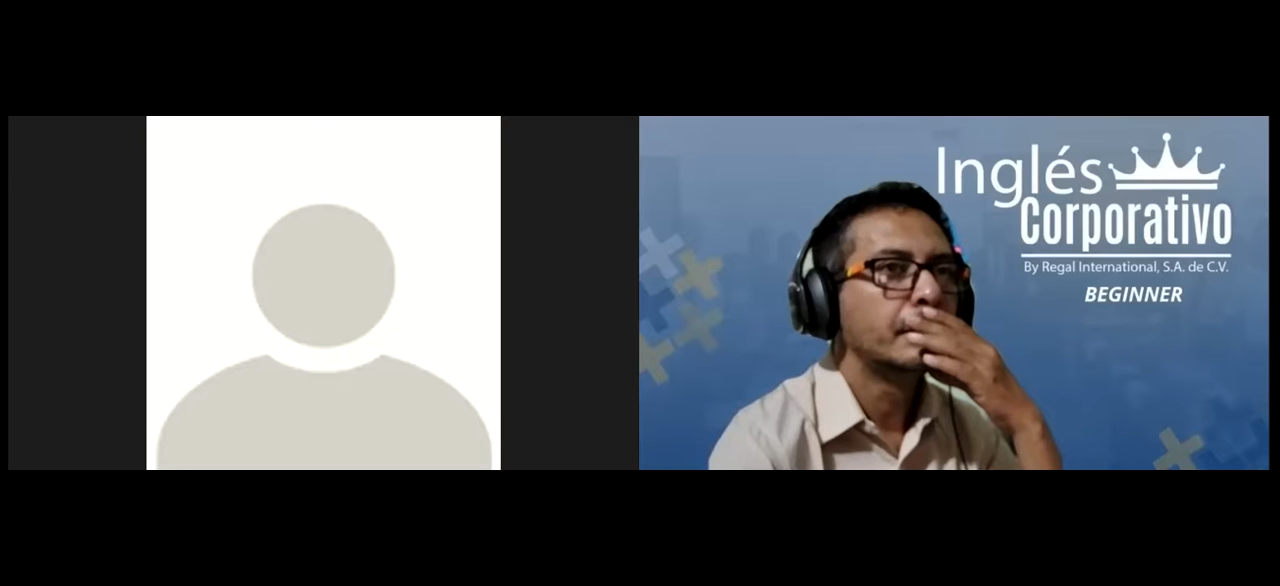 Inglés
Corporativo
By Regal International, S.A. de C.V.
BEGINNER